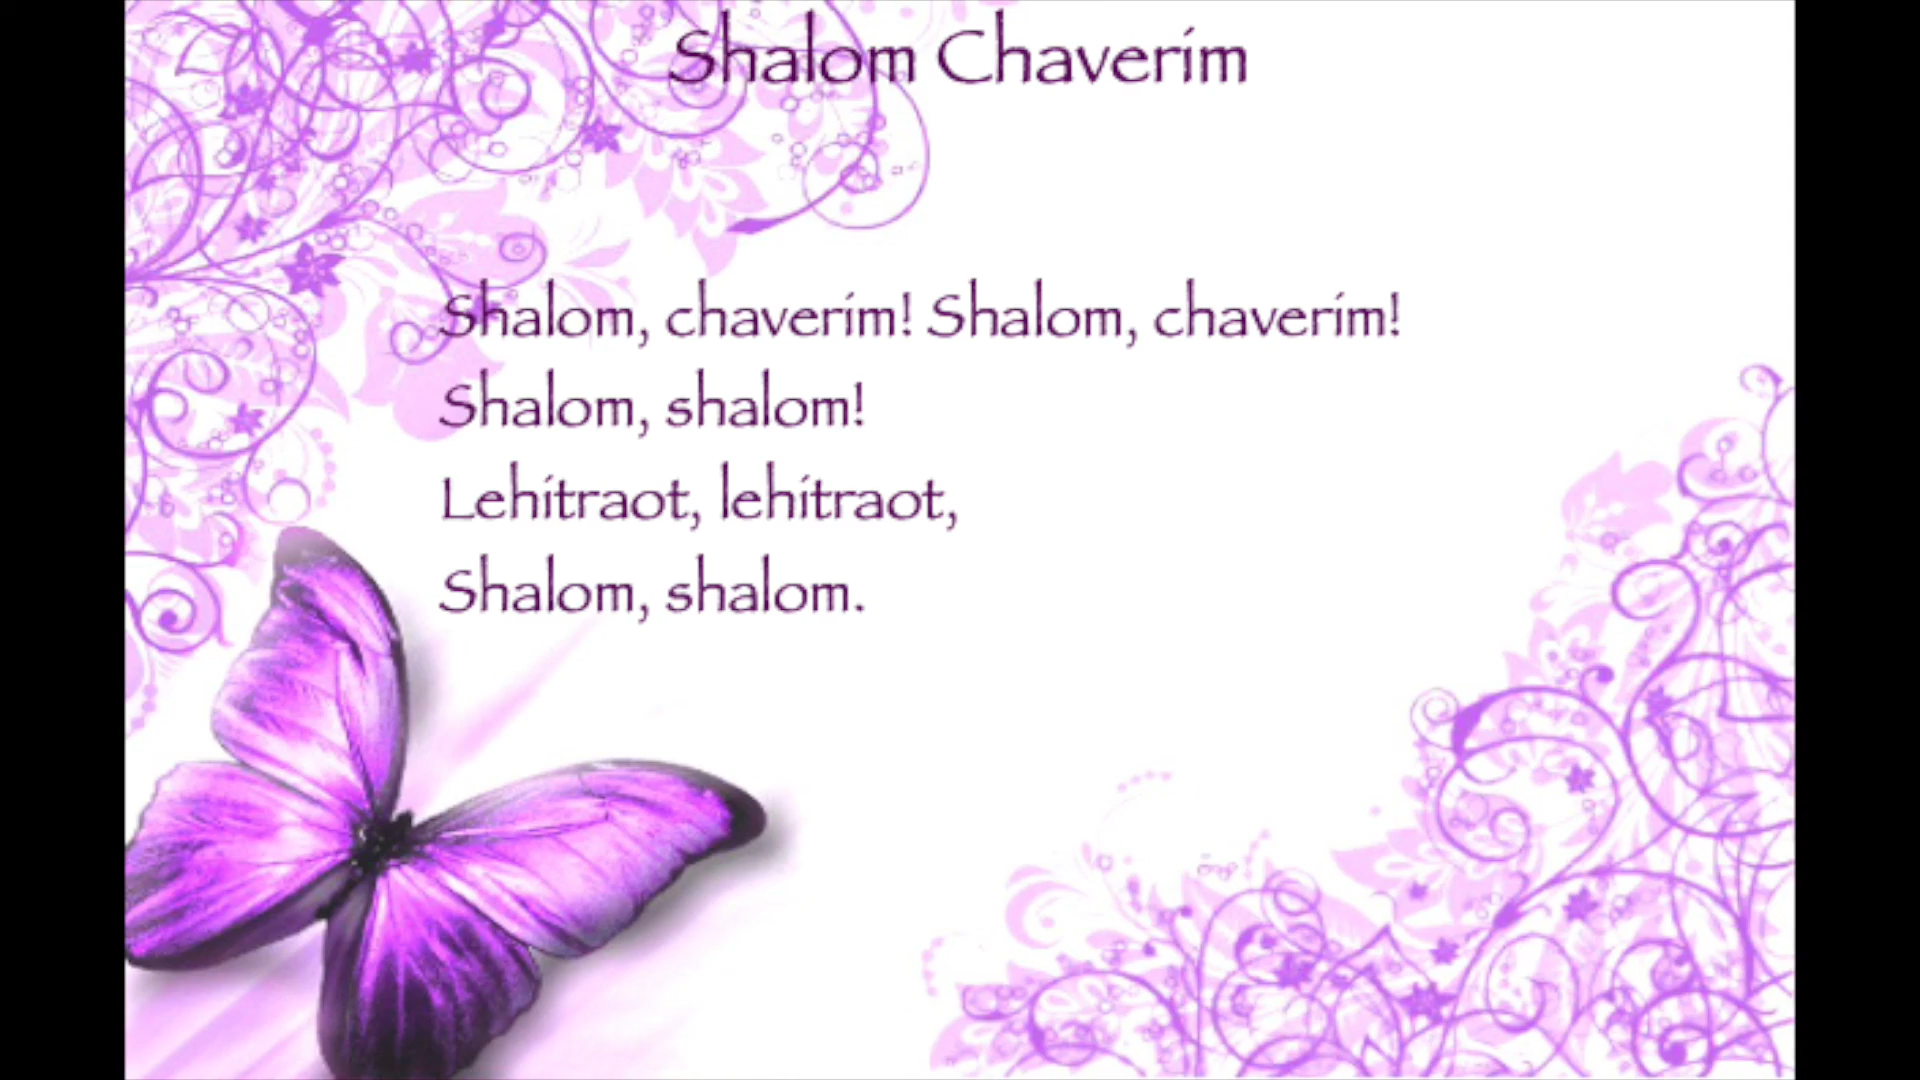 Shalom Chaverim
Shalom, chaverim! Shalom, chaverim!
Shalom, shalom!
Lehitraot, lehitraot,
Shalom, shalom.